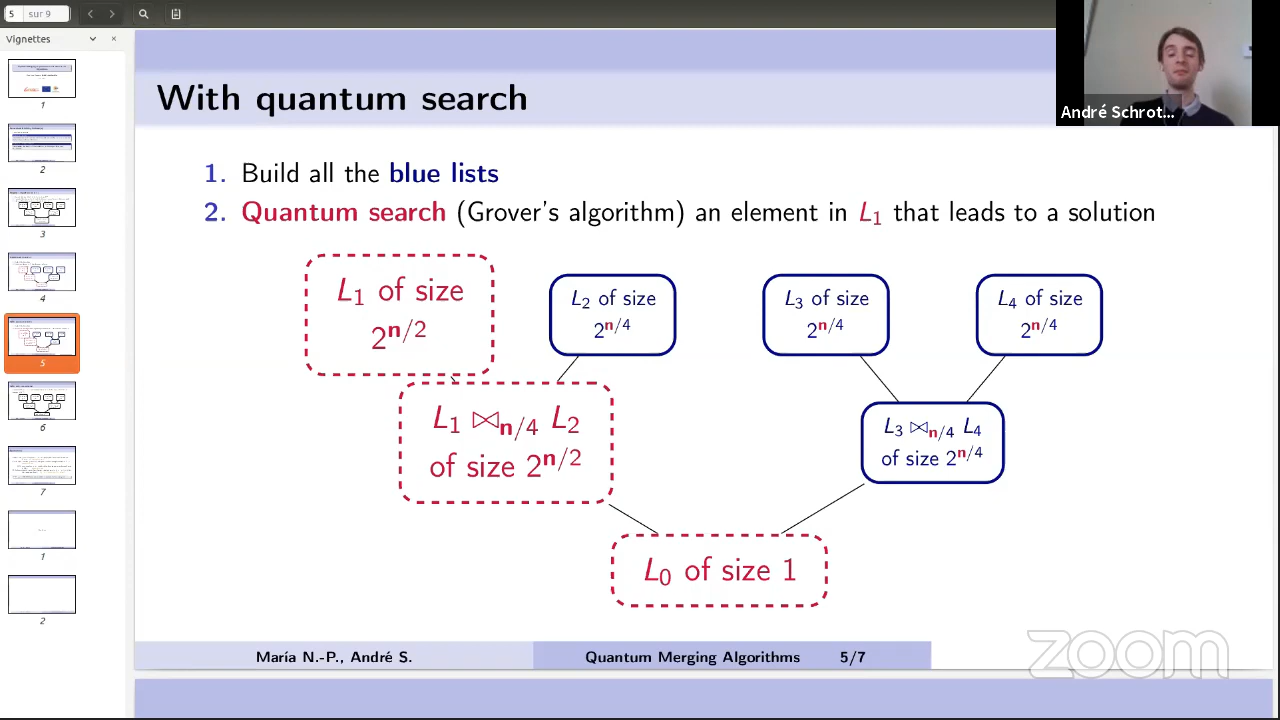 5 sur 9
Vignettes
1
2
3
4
5
6
7
1
2
With quantum search
1. Build all the blue lists
2. Quantum search (Grover's algorithm) an element in L₁ that leads to a solution
L₁ of size
2^{n/2}
L₂ of size
2^{n/4}
L₃ of size
2^{n/4}
L₄ of size
2^{n/4}
L₁ ⋈_{n/4} L₂
of size 2^{n/2}
L₃ ⋈_{n/4} L₄
of size 2^{n/4}
L₀ of size 1
María N.-P., André S.
Quantum Merging Algorithms 5/7
André Schrot...
zoom